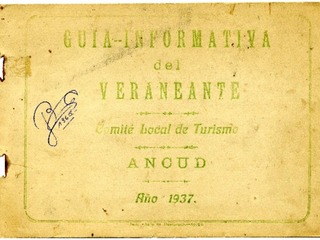 GUIA-INFORMATIVA
del
VERANEANTE
Comité Local de Turismo
ANCUD
Año 1937.